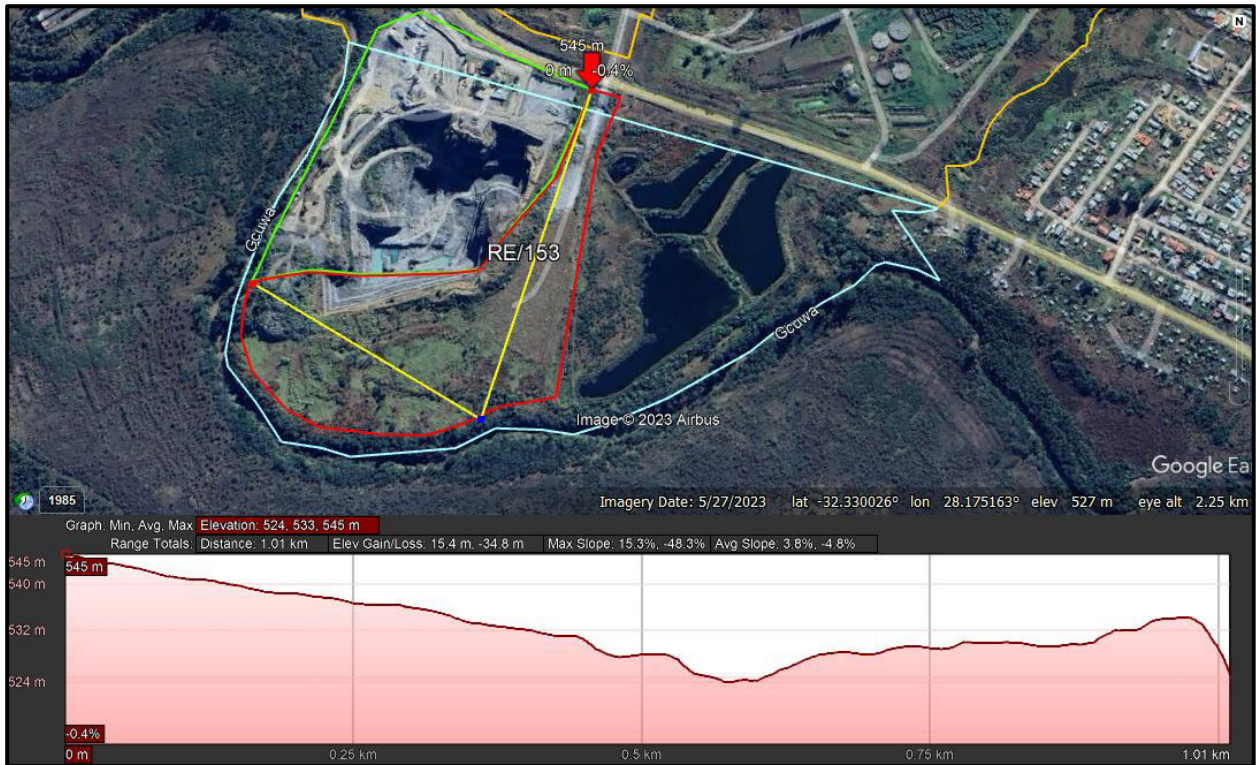 N
545 m
0 m -0.4%
Gcuwa
RE/153
Gcuwa
Image © 2023 Airbus
Google Ea
1985
Imagery Date: 5/27/2023 lat -32.330026° lon 28.175163° elev 527 m eye alt 2.25 km
Graph: Min, Avg, Max Elevation: 524, 533, 545 m
Range Totals: Distance: 1.01 km Elev Gain/Loss: 15.4 m, -34.8 m Max Slope: 15.3%, -48.3% Avg Slope: 3.8%, -4.8%
545 m
545 m
540 m
532 m
524 m
-0.4%
0 m 0.25 km 0.5 km 0.75 km 1.01 km